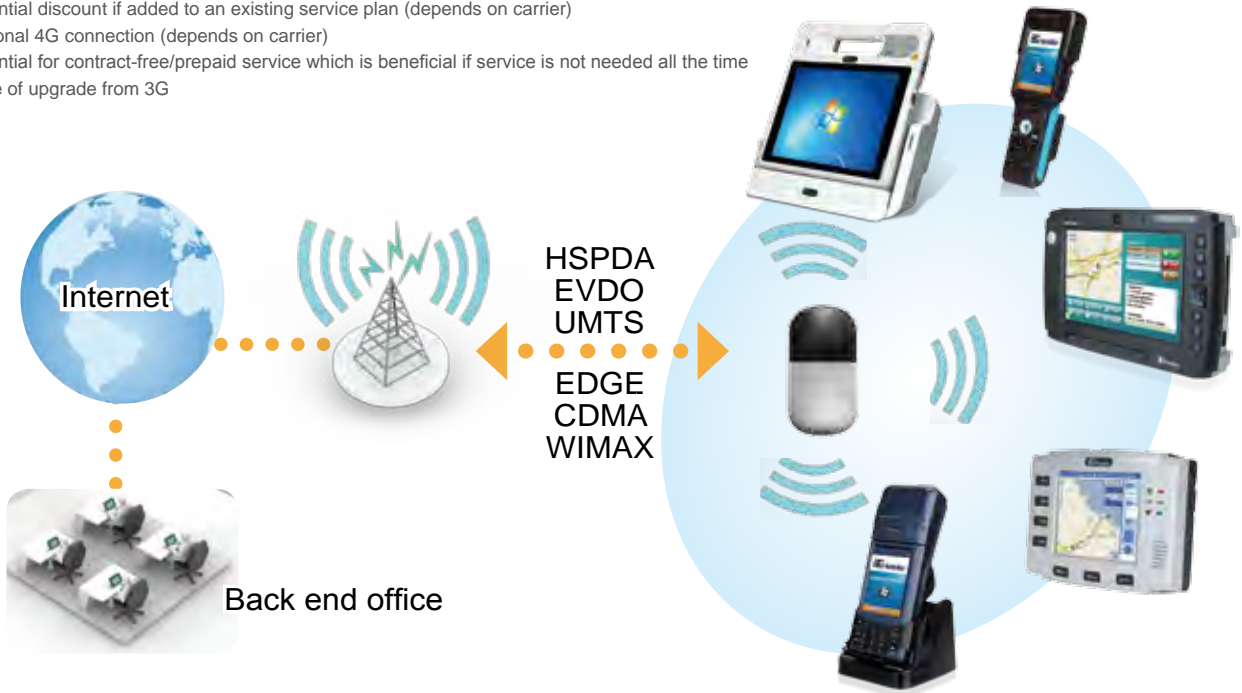 ntial discount if added to an existing service plan (depends on carrier)
onal 4G connection (depends on carrier)
ntial for contract-free/prepaid service which is beneficial if service is not needed all the time
e of upgrade from 3G
Internet
HSPDA
EVDO
UMTS
EDGE
CDMA
WIMAX
Back end office